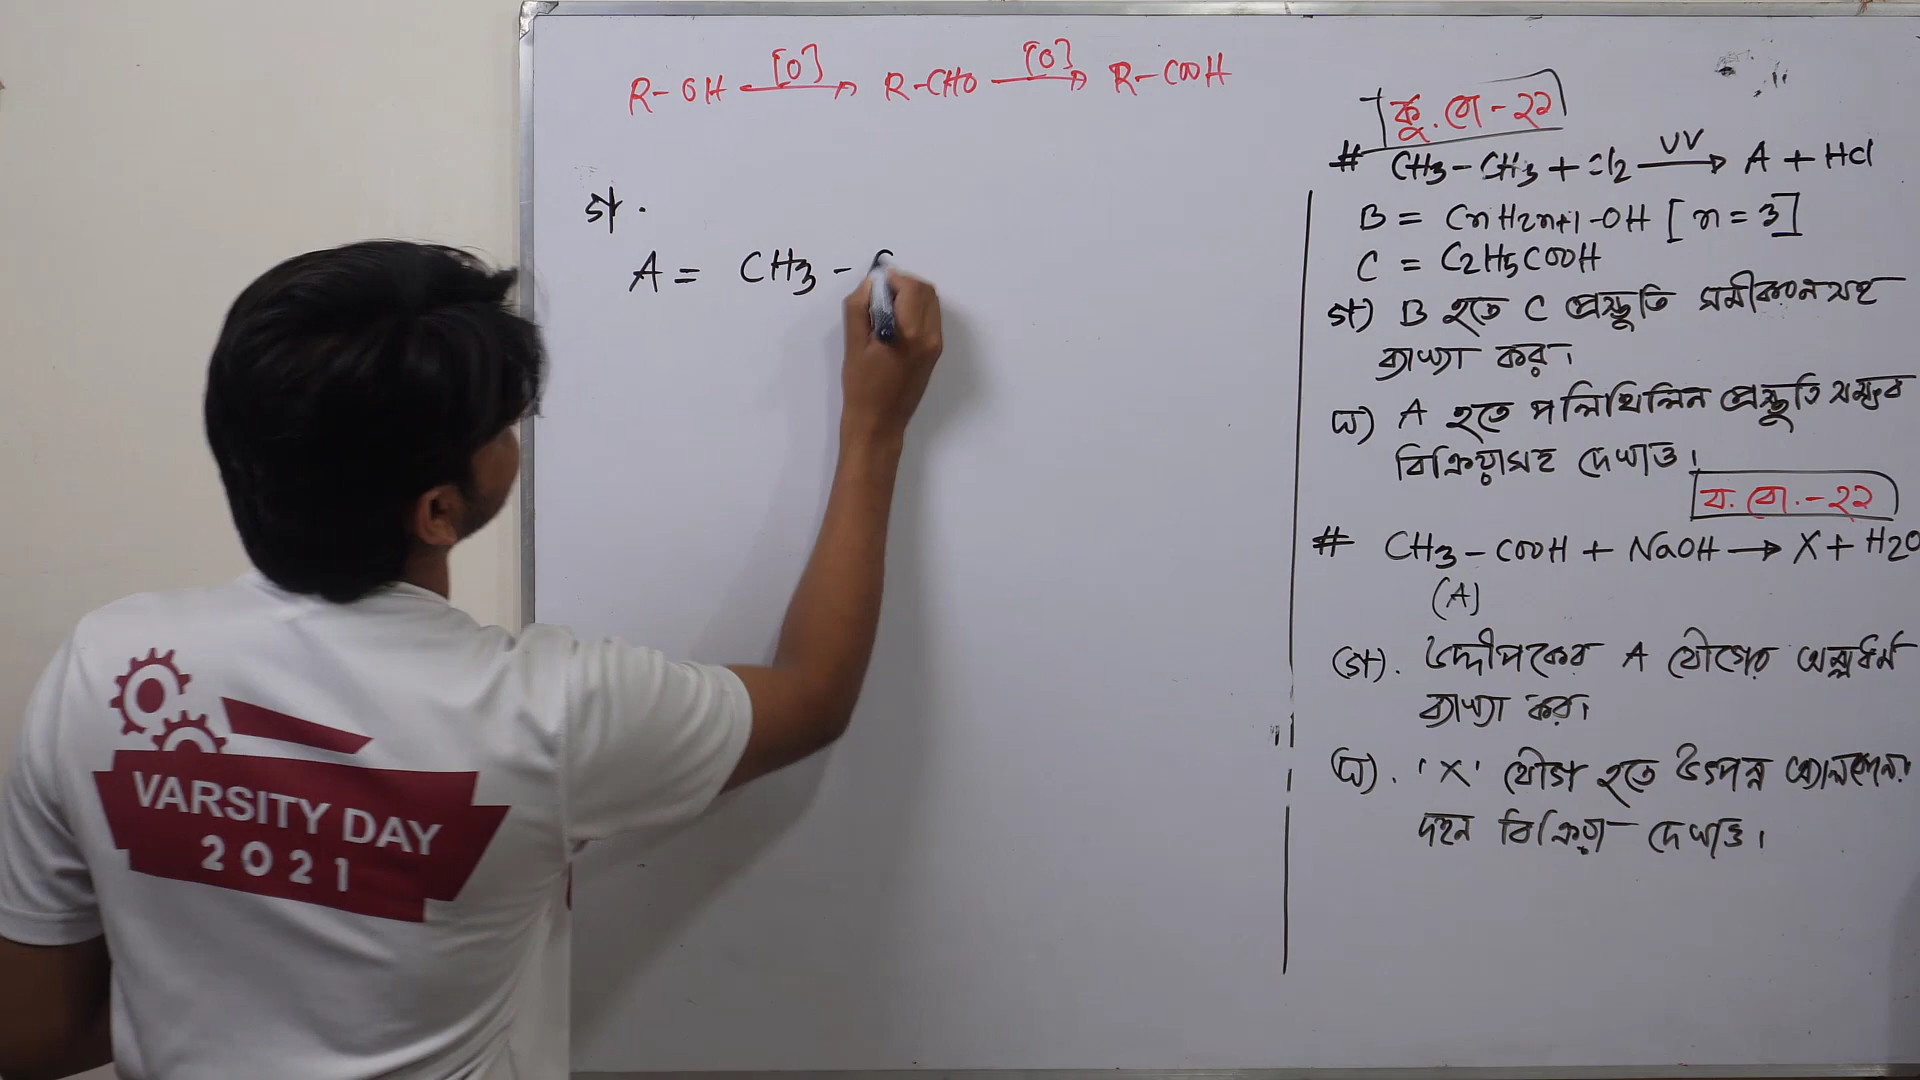 R-OH [O]→ R-CHO [O]→ R-COOH
গ.
A = CH3 - C
কু. বো-২২
# CH3-CH3 + Cl2 UV→ A + HCl
B = CnH2n+1-OH [n=3]
C = C2H5COOH
গ) B হতে C প্রস্তুতি সমীকরণসহ
ব্যাখ্যা কর।
ঘ) A হতে পলিথিলিন প্রস্তুতি সম্ভব
বিক্রিয়াসহ দেখাও।
ব. বো.-২২
# CH3-COOH + NaOH → X + H2O
(A)
(গ). উদ্দীপকের A যৌগের অম্লধর্ম
ব্যাখ্যা কর।
(ঘ). 'X' যৌগ হতে উৎপন্ন অ্যালকেনের
দহন বিক্রিয়া দেখাও।
VARSITY DAY
2021